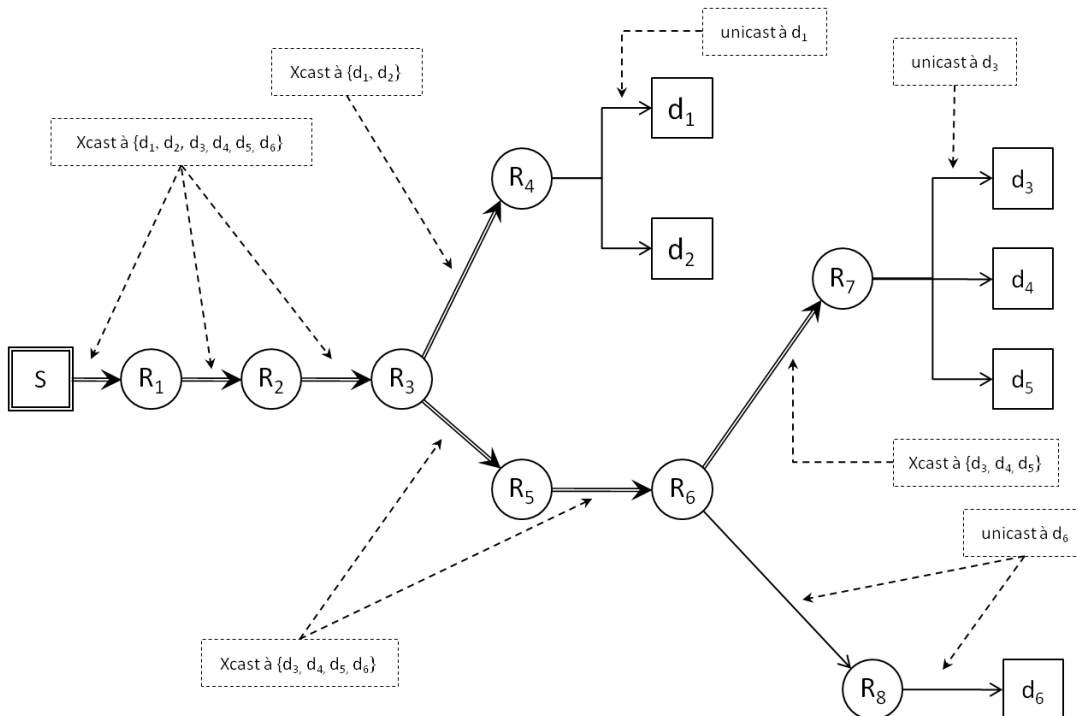 unicast à d₁
Xcast à {d₁, d₂}
unicast à d₃
Xcast à {d₁, d₂, d₃, d₄, d₅, d₆}
d₁
R₄
d₃
d₂
R₇
d₄
S
R₁
R₂
R₃
d₅
Xcast à {d₃, d₄, d₅}
R₅
R₆
unicast à d₆
Xcast à {d₃, d₄, d₅, d₆}
R₈
d₆